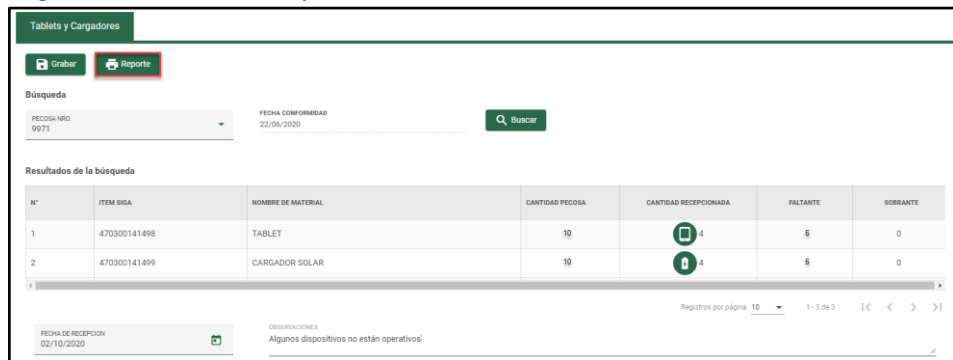 Tablets y Cargadores
Grabar Reporte
Búsqueda
PECOSA NRO. FECHA CONFORMIDAD
9971 22/06/2020 Buscar
Resultados de la búsqueda
N° ITEM SIGA NOMBRE DE MATERIAL CANTIDAD PECOSA CANTIDAD RECEPCIONADA FALTANTE SOBRANTE
1 470300141498 TABLET 10 4 6 0
2 470300141499 CARGADOR SOLAR 10 4 6 0
Registros por página 10 1 - 3 de 3
FECHA DE RECEPCION OBSERVACIONES
02/10/2020 Algunos dispositivos no están operativos